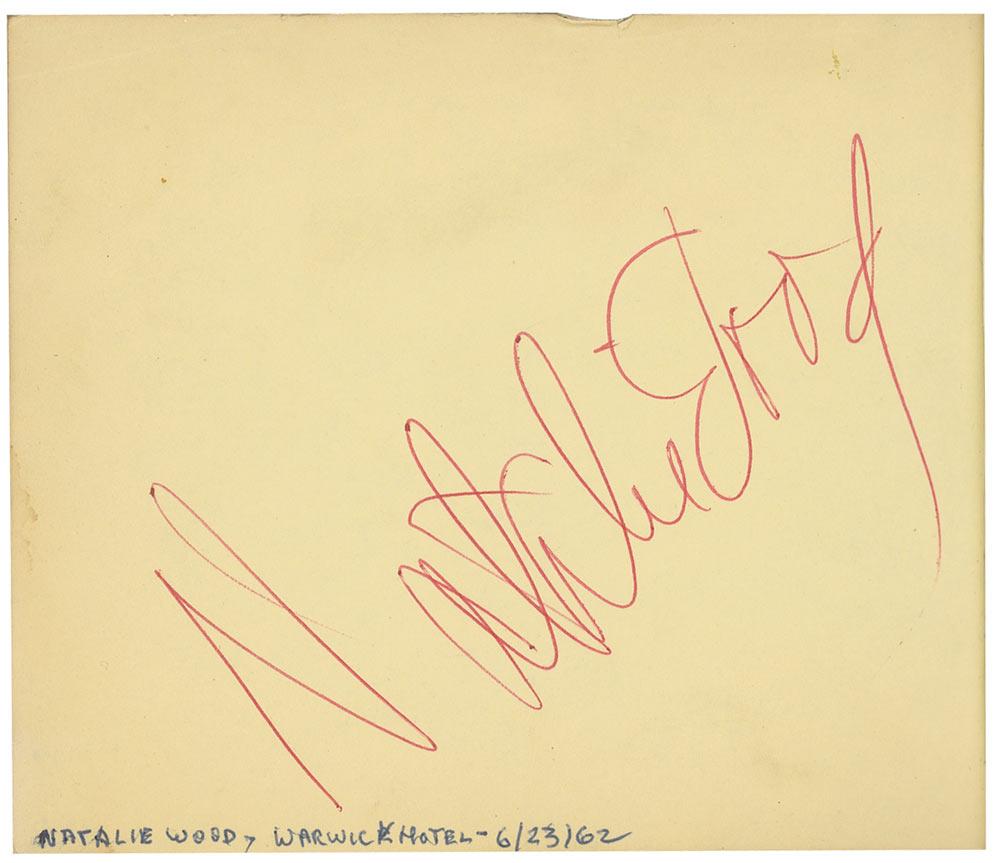 Natalie Wood
NATALIE WOOD, WARWICK HOTEL - 6/23/62